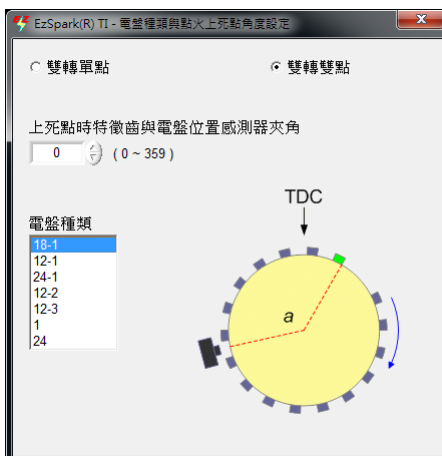 EzSpark(R) TI - 電盤種類與點火上死點角度設定
雙轉單點
雙轉雙點
上死點時特徵齒與電盤位置感測器夾角
0
( 0 ~ 359 )
電盤種類
18-1
12-1
24-1
12-2
12-3
1
24
TDC
a